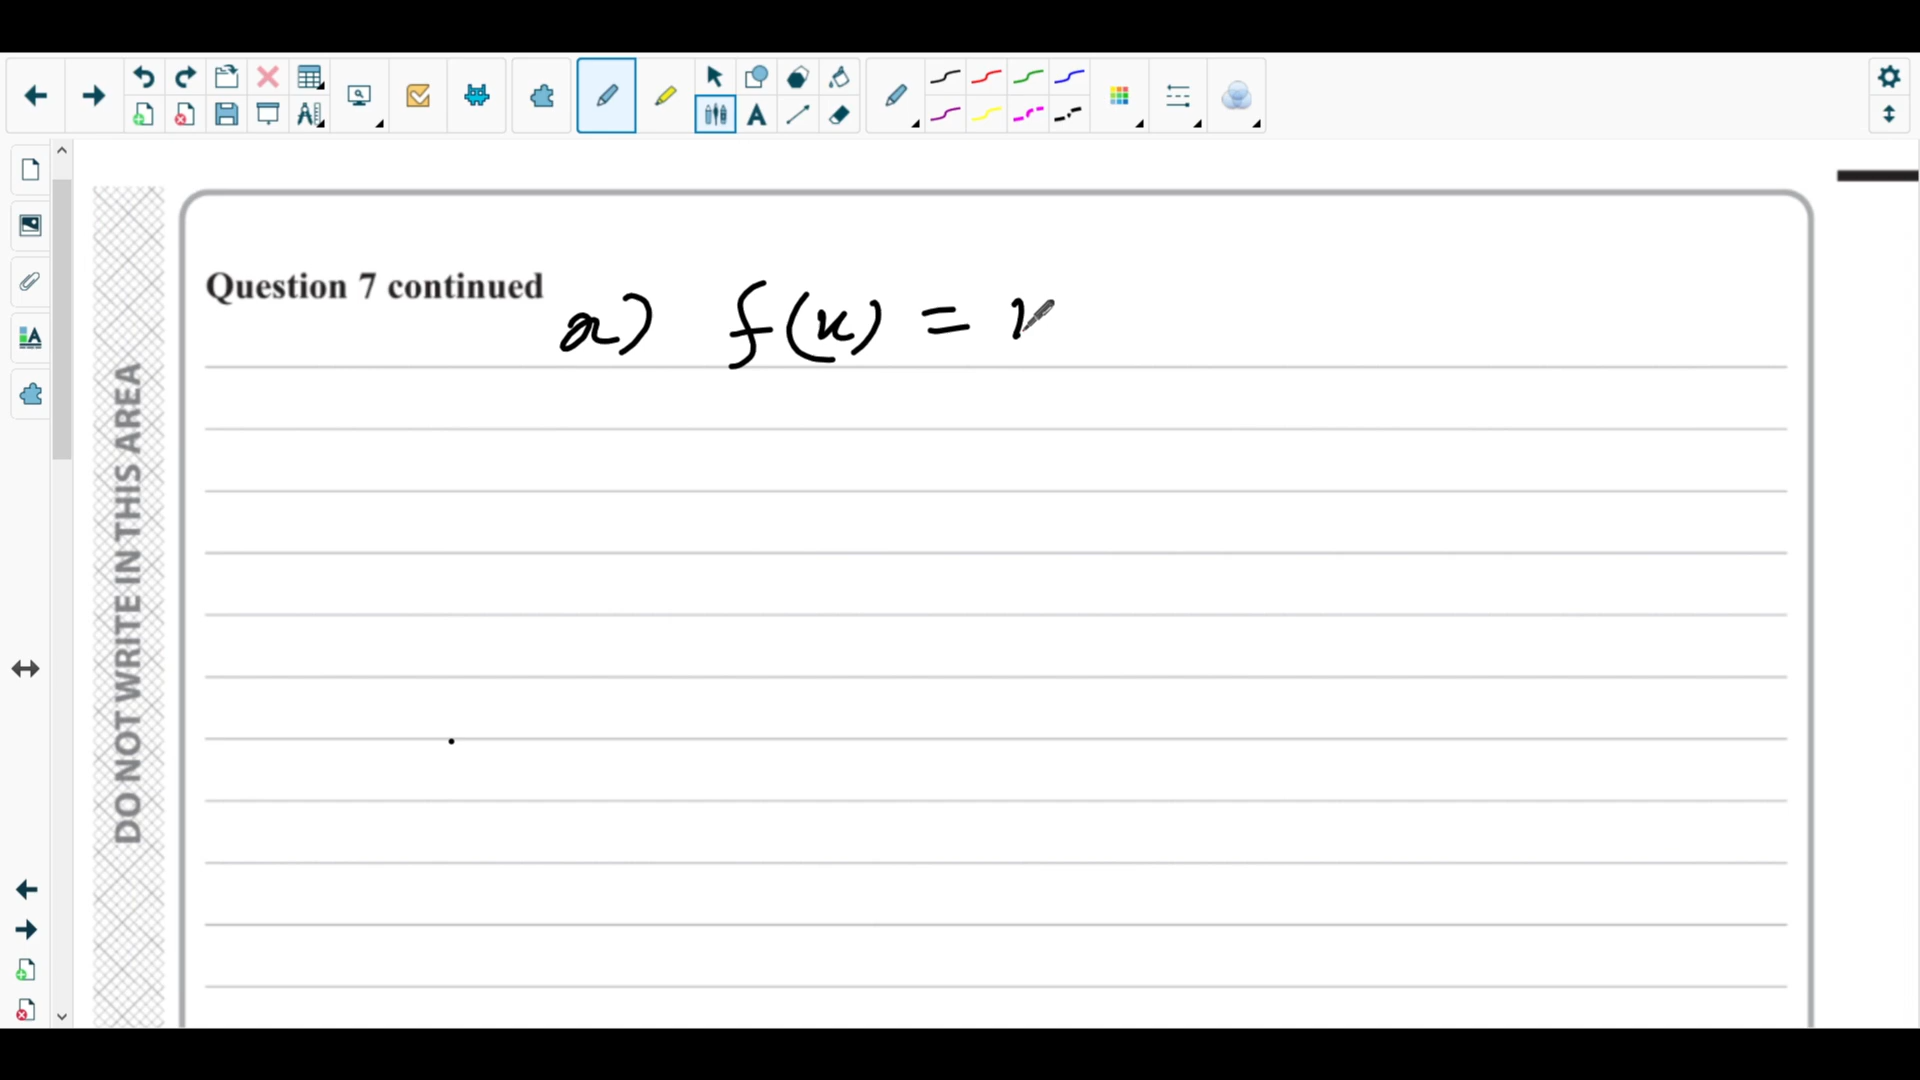 Question 7 continued
a) f(x) =
DO NOT WRITE IN THIS AREA